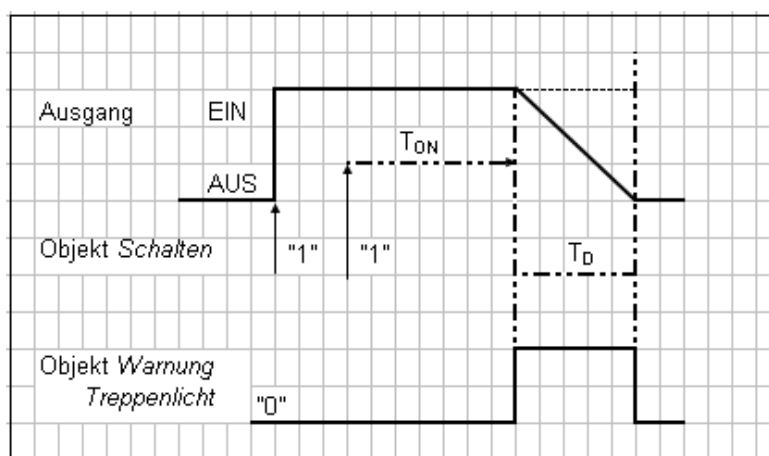 Ausgang EIN
T_ON
AUS
Objekt Schalten "1" "1" T_D
Objekt Warnung
Treppenlicht "0"